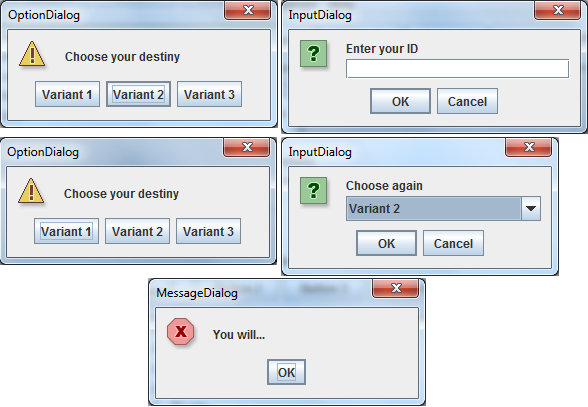 OptionDialog
Choose your destiny
Variant 1 Variant 2 Variant 3
InputDialog
Enter your ID
OK Cancel
OptionDialog
Choose your destiny
Variant 1 Variant 2 Variant 3
InputDialog
Choose again
Variant 2
OK Cancel
MessageDialog
You will...
OK